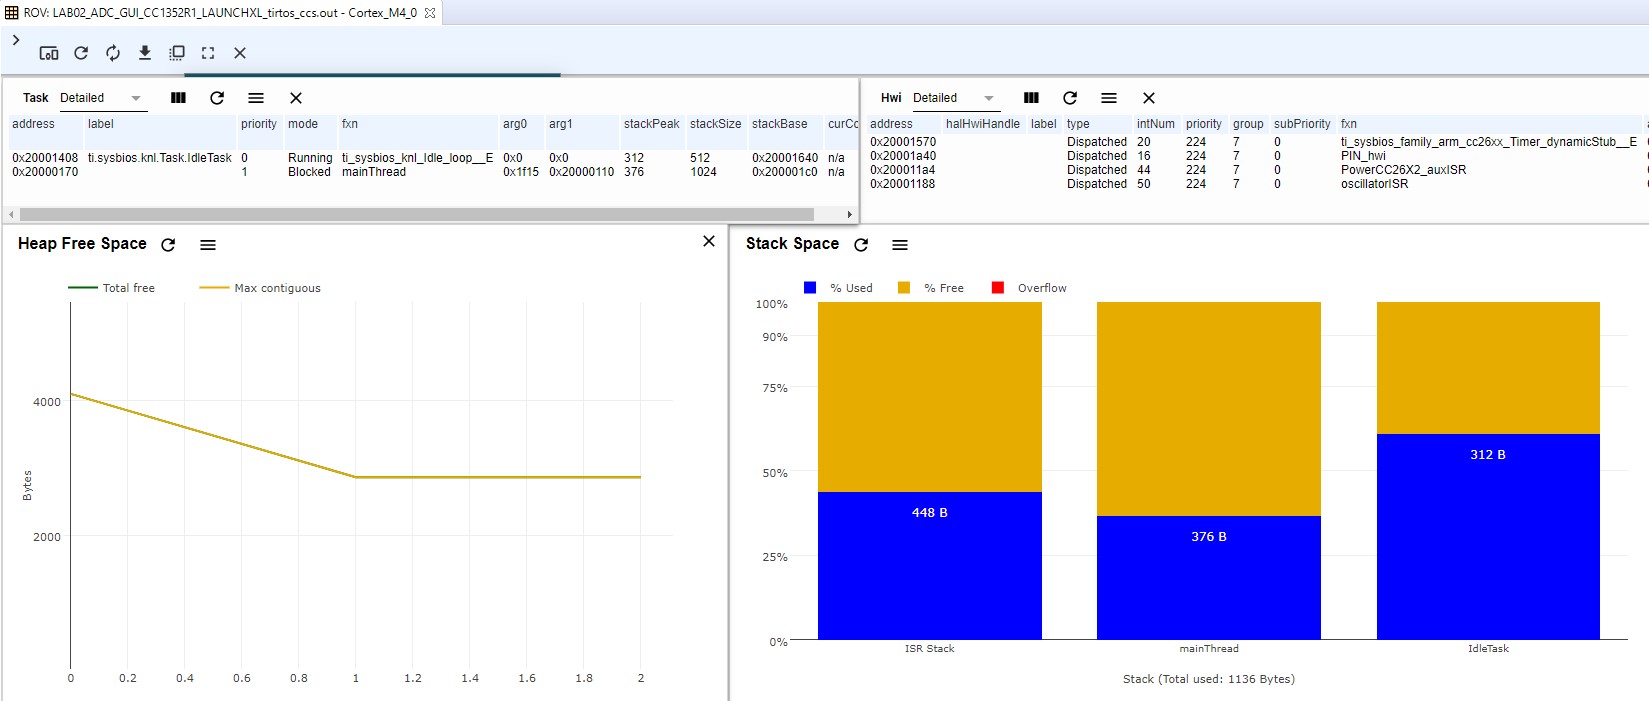 ROV: LAB02_ADC_GUI_CC1352R1_LAUNCHXL_tirtos_ccs.out - Cortex_M4_0
Task Detailed
address label priority mode fxn arg0 arg1 stackPeak stackSize stackBase
0x20001408 ti.sysbios.knl.Task.IdleTask 0 Running ti_sysbios_knl_Idle_loop__E 0x0 0x0 312 512 0x20001640 n/a
0x20000170 1 Blocked mainThread 0x1f15 0x20000110 376 1024 0x200001c0 n/a
Hwi Detailed
address halHwiHandle label type intNum priority group subPriority fxn
0x20001570 Dispatched 20 224 7 0 ti_sysbios_family_arm_cc26xx_Timer_dynamicStub__E
0x20001a40 Dispatched 16 224 7 0 PIN_hwi
0x200011a4 Dispatched 44 224 7 0 PowerCC26X2_auxISR
0x20001188 Dispatched 50 224 7 0 oscillatorISR
Heap Free Space
Total free Max contiguous
4000
2000
Bytes
0 0.2 0.4 0.6 0.8 1 1.2 1.4 1.6 1.8 2
Stack Space
% Used % Free Overflow
100%
90%
75%
50%
25%
0%
448 B
376 B
312 B
ISR Stack mainThread IdleTask
Stack (Total used: 1136 Bytes)